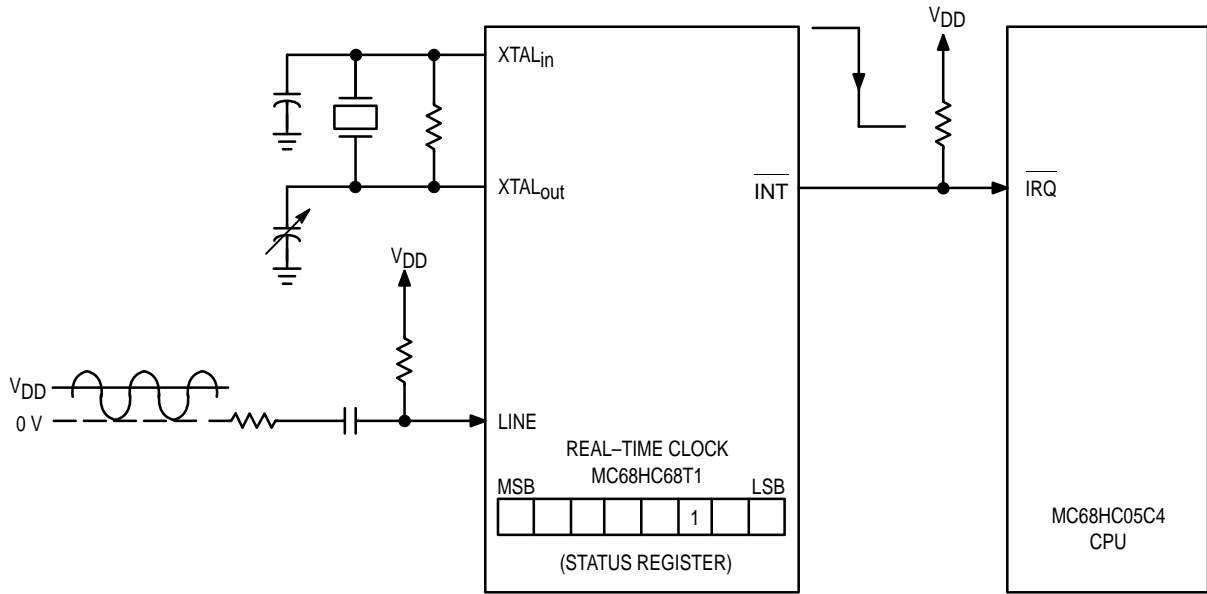 VDD
XTALin
XTALout
INT
IRQ
VDD
VDD
0 V
LINE
REAL–TIME CLOCK
MC68HC68T1
MSB
LSB
1
(STATUS REGISTER)
MC68HC05C4
CPU